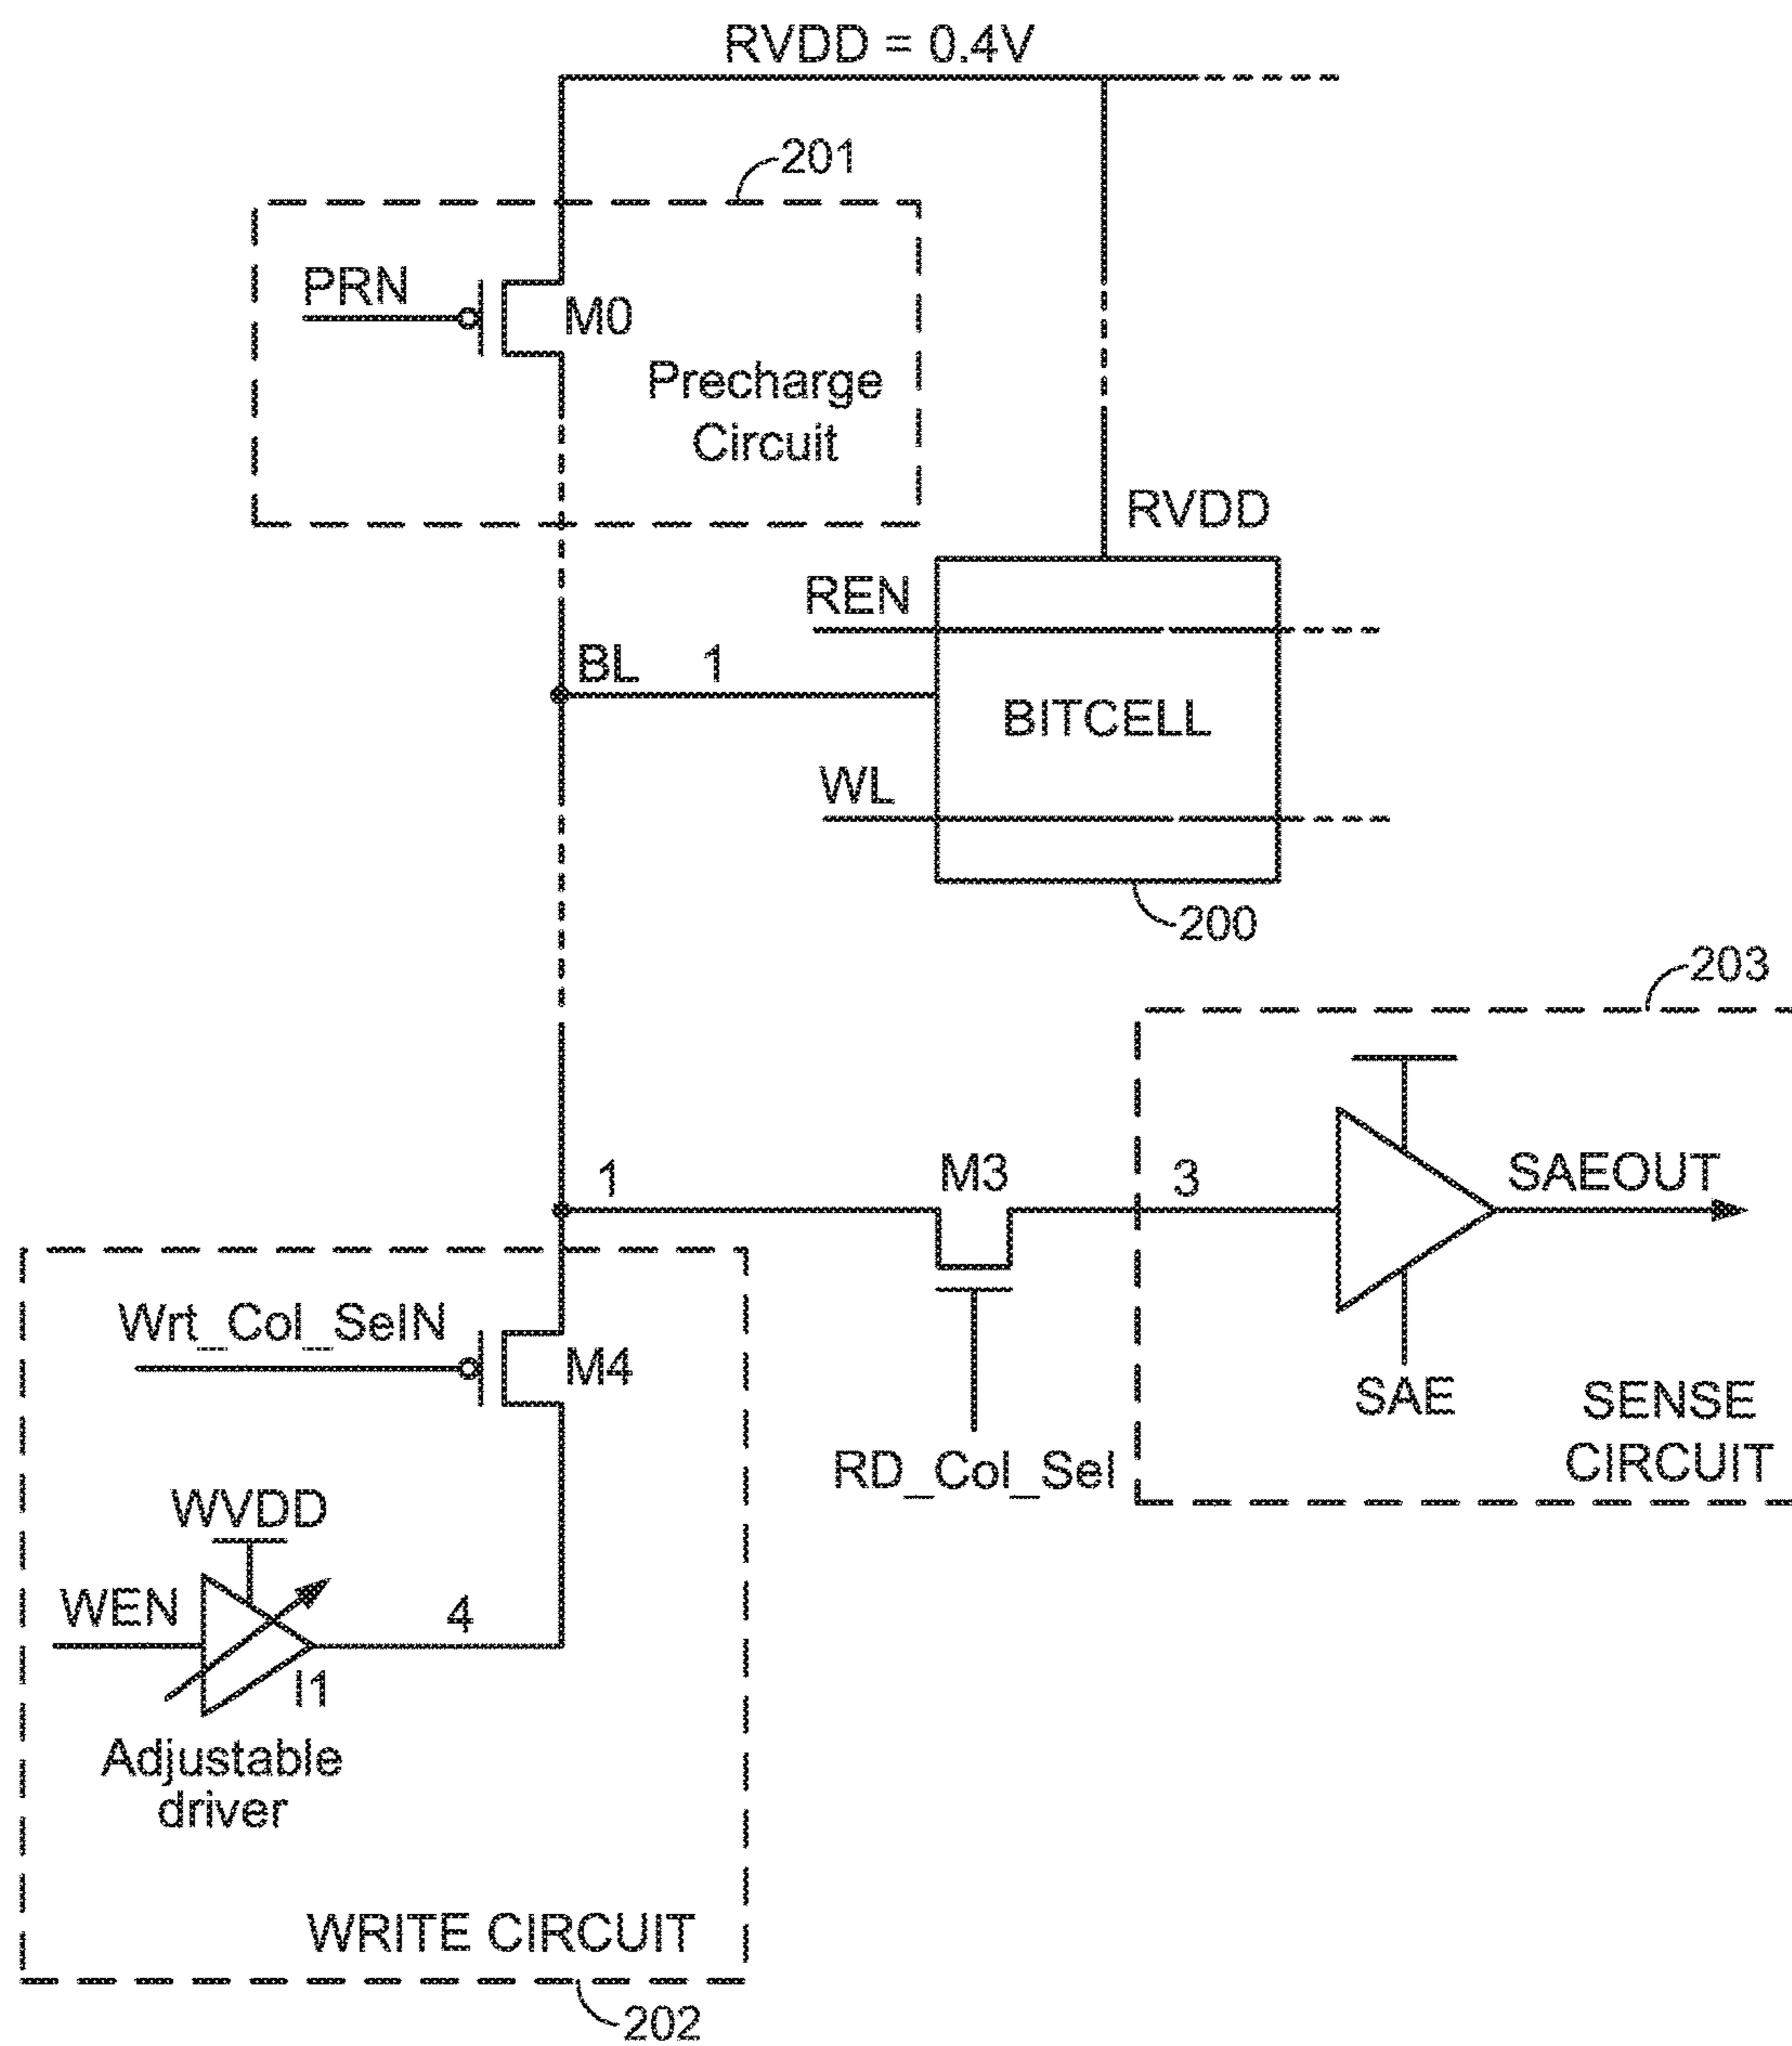 RVDD = 0.4V
201
PRN
M0
Precharge
Circuit
RVDD
REN
BL 1
BITCELL
WL
200
203
1
M3
3
SAEOUT
Wrt_Col_SelN
M4
SAE
SENSE
CIRCUIT
RD_Col_Sel
WVDD
WEN
4
I1
Adjustable
driver
WRITE CIRCUIT
202